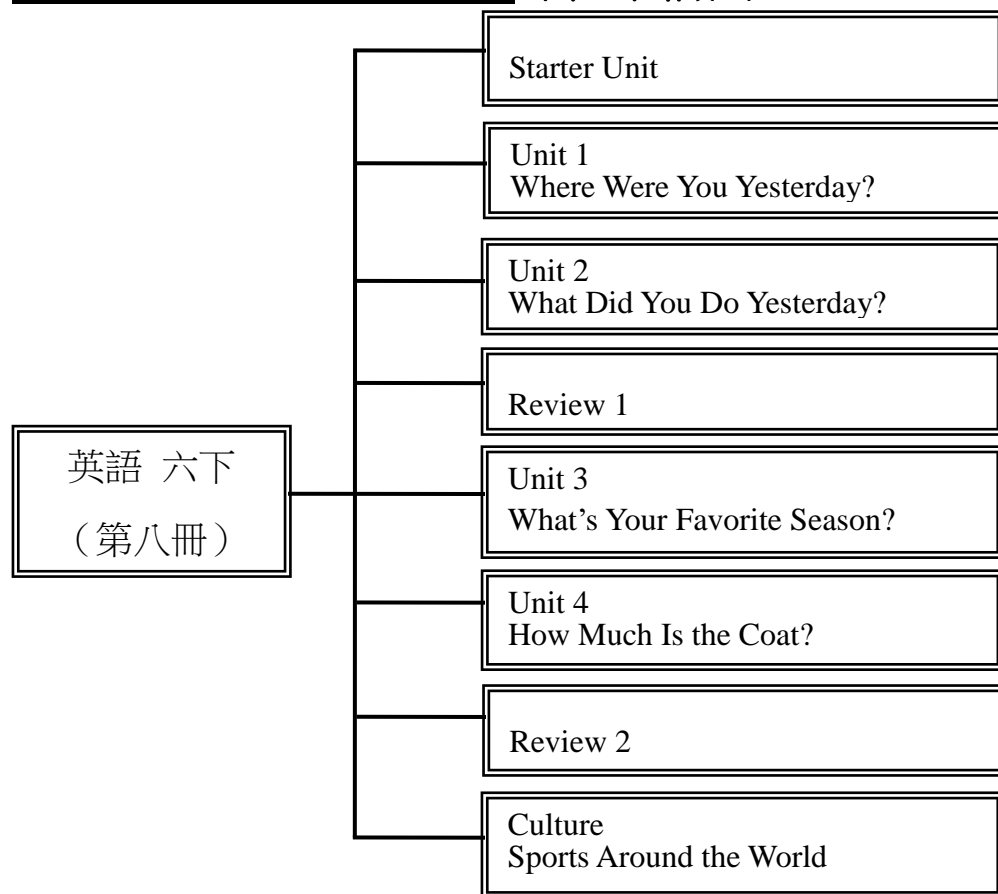 Starter Unit
Unit 1
Where Were You Yesterday?
Unit 2
What Did You Do Yesterday?
Review 1
英語 六下
（第八冊）
Unit 3
What’s Your Favorite Season?
Unit 4
How Much Is the Coat?
Review 2
Culture
Sports Around the World